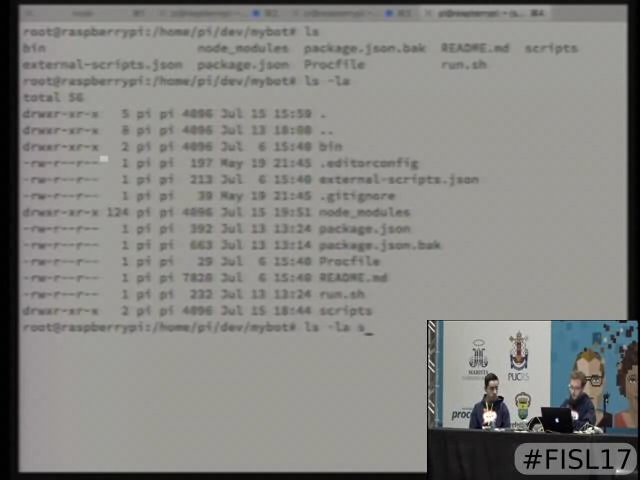 root@raspberrypi:/home/pi/dev/mybot# ls
bin node_modules package.json.bak README.md scripts
external-scripts.json package.json Procfile run.sh
root@raspberrypi:/home/pi/dev/mybot# ls -la
total 56
drwxr-xr-x 5 pi pi 4096 Jul 15 15:50 .
drwxr-xr-x 8 pi pi 4096 Jul 13 18:08 ..
drwxr-xr-x 2 pi pi 4096 Jul 6 15:40 bin
-rw-r--r-- 1 pi pi 197 May 19 21:45 .editorconfig
-rw-r--r-- 1 pi pi 213 Jul 6 15:40 external-scripts.json
-rw-r--r-- 1 pi pi 39 May 19 21:45 .gitignore
drwxr-xr-x 124 pi pi 4096 Jul 15 19:51 node_modules
-rw-r--r-- 1 pi pi 392 Jul 13 13:24 package.json
-rw-r--r-- 1 pi pi 663 Jul 13 13:14 package.json.bak
-rw-r--r-- 1 pi pi 29 Jul 6 15:40 Procfile
-rw-r--r-- 1 pi pi 7820 Jul 6 15:40 README.md
-rw-r--r-- 1 pi pi 232 Jul 13 13:24 run.sh
drwxr-xr-x 2 pi pi 4096 Jul 15 18:44 scripts
root@raspberrypi:/home/pi/dev/mybot# ls -la s_
MARISTA
PUCRS
#FISL17